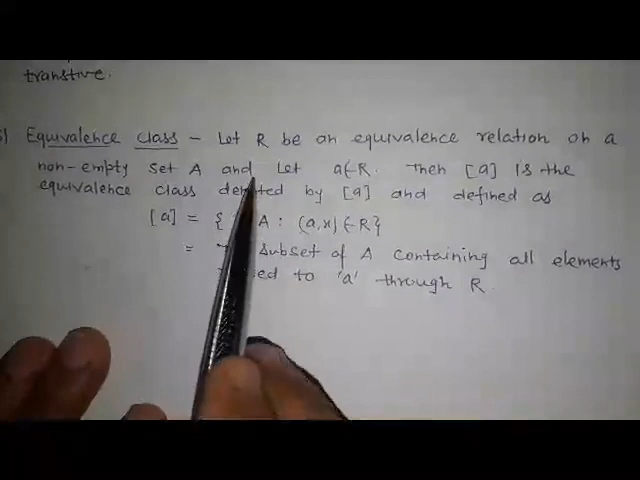 transtive.
Equivalence class - Let R be an equivalence relation on a
non-empty set A and Let a∈R. Then [a] is the
equivalence class denoted by [a] and defined as
[a] = { A : (a,x)∈R}
= subset of A containing all elements
to 'a' through R.